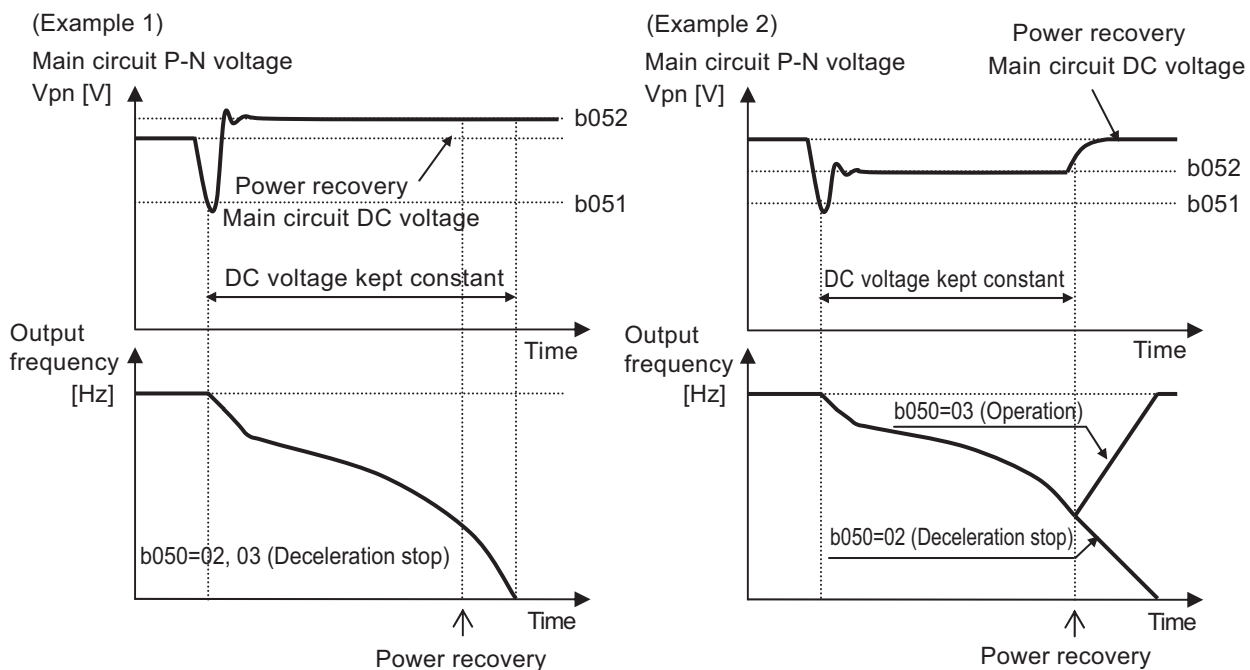 (Example 1)
Main circuit P-N voltage
Vpn [V]
b052
Power recovery
Main circuit DC voltage
b051
DC voltage kept constant
Time
Output
frequency
[Hz]
b050=02, 03 (Deceleration stop)
Time
Power recovery
(Example 2)
Power recovery
Main circuit P-N voltage
Main circuit DC voltage
Vpn [V]
b052
b051
DC voltage kept constant
Time
Output
frequency
[Hz]
b050=03 (Operation)
b050=02 (Deceleration stop)
Time
Power recovery